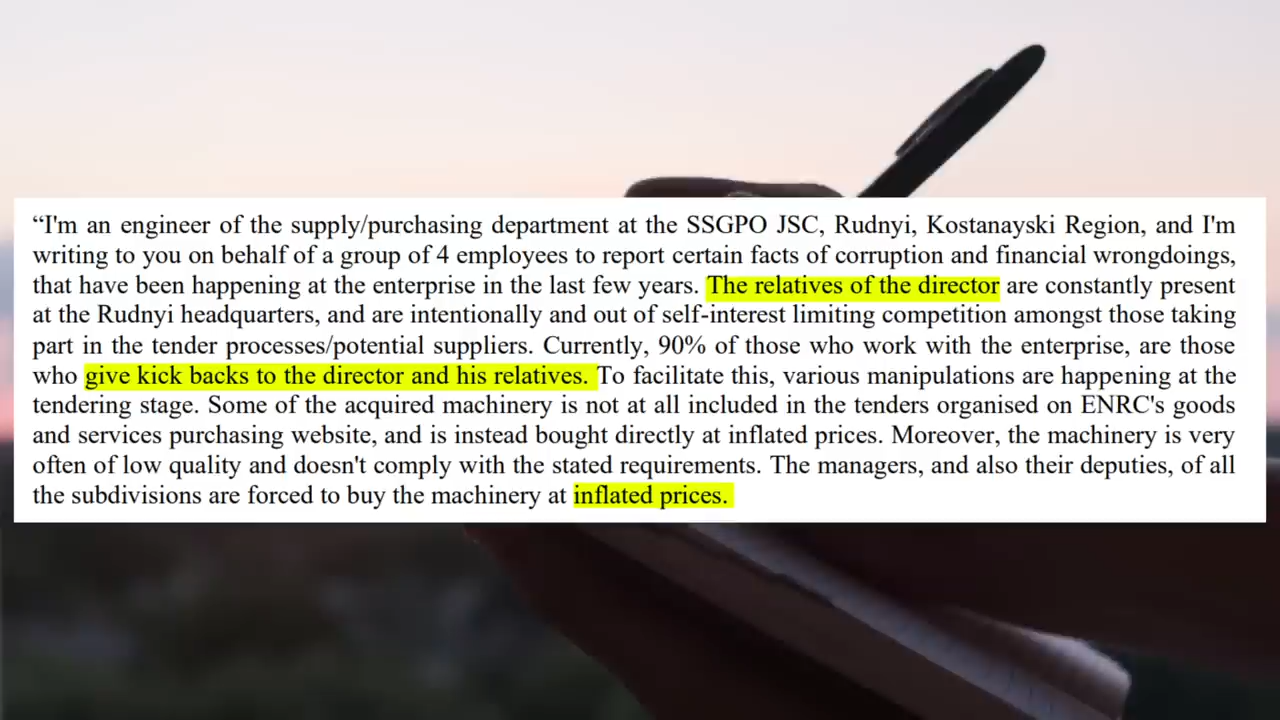 “I'm an engineer of the supply/purchasing department at the SSGPO JSC, Rudnyi, Kostanayski Region, and I'm
writing to you on behalf of a group of 4 employees to report certain facts of corruption and financial wrongdoings,
that have been happening at the enterprise in the last few years. The relatives of the director are constantly present
at the Rudnyi headquarters, and are intentionally and out of self-interest limiting competition amongst those taking
part in the tender processes/potential suppliers. Currently, 90% of those who work with the enterprise, are those
who give kick backs to the director and his relatives. To facilitate this, various manipulations are happening at the
tendering stage. Some of the acquired machinery is not at all included in the tenders organised on ENRC's goods
and services purchasing website, and is instead bought directly at inflated prices. Moreover, the machinery is very
often of low quality and doesn't comply with the stated requirements. The managers, and also their deputies, of all
the subdivisions are forced to buy the machinery at inflated prices.